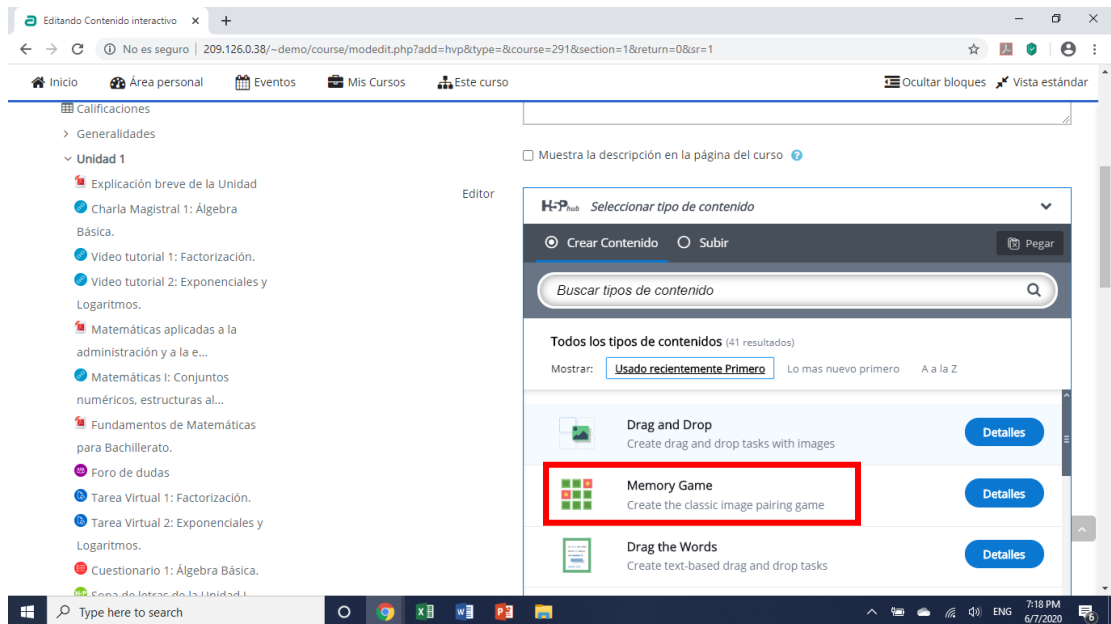 Editando Contenido interactivo
No es seguro | 209.126.0.38/~demo/course/modedit.php?add=hvp&type=&course=291&section=1&return=0&sr=1
Inicio Área personal Eventos Mis Cursos Este curso Ocultar bloques Vista estándar
Calificaciones
Generalidades
Unidad 1
Explicación breve de la Unidad
Charla Magistral 1: Álgebra
Básica.
Video tutorial 1: Factorización.
Video tutorial 2: Exponenciales y
Logaritmos.
Matemáticas aplicadas a la
administración y a la e...
Matemáticas I: Conjuntos
numéricos, estructuras al...
Fundamentos de Matemáticas
para Bachillerato.
Foro de dudas
Tarea Virtual 1: Factorización.
Tarea Virtual 2: Exponenciales y
Logaritmos.
Cuestionario 1: Álgebra Básica.
Sopa de letras de la Unidad I
Muestra la descripción en la página del curso
Editor
H5P hub Seleccionar tipo de contenido
Crear Contenido Subir Pegar
Buscar tipos de contenido
Todos los tipos de contenidos (41 resultados)
Mostrar: Usado recientemente Primero Lo mas nuevo primero A a la Z
Drag and Drop
Create drag and drop tasks with images
Detalles
Memory Game
Create the classic image pairing game
Detalles
Drag the Words
Create text-based drag and drop tasks
Detalles
Type here to search
ENG
7:18 PM
6/7/2020
6